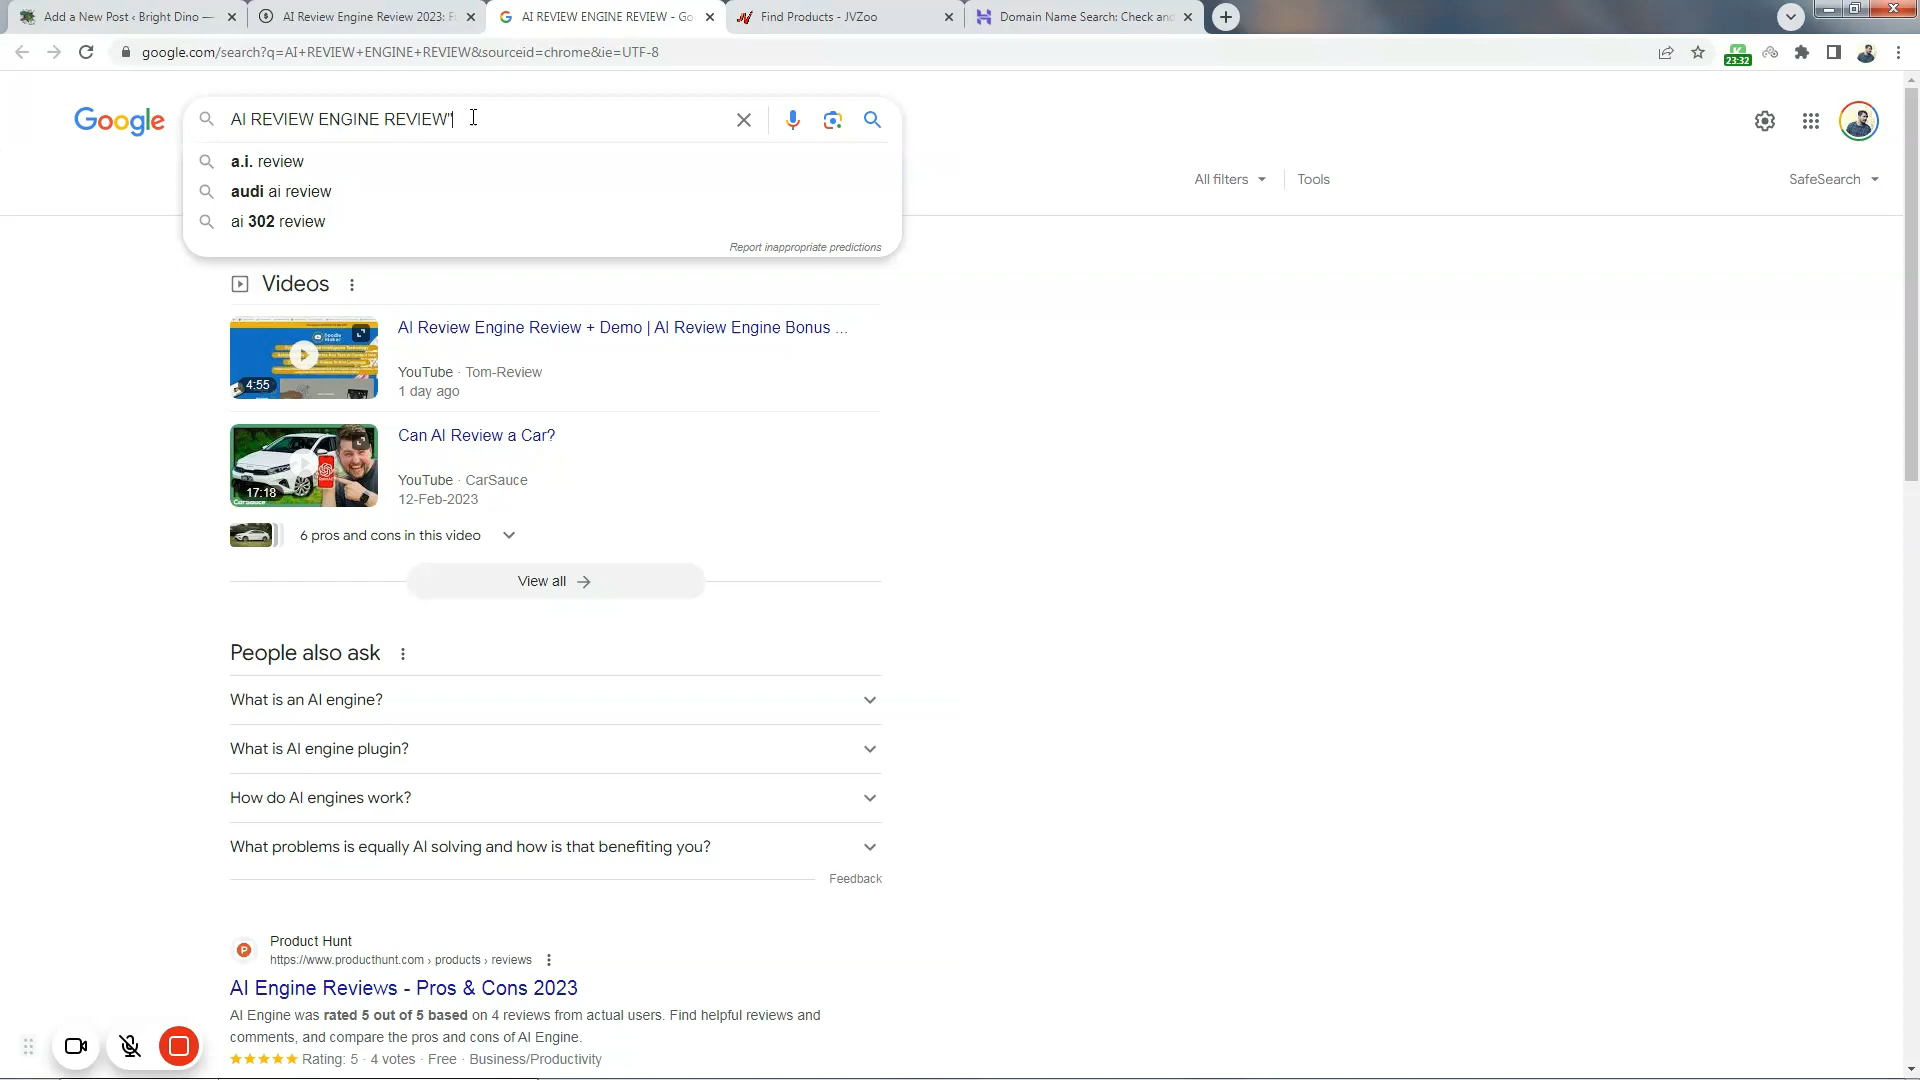 Add a New Post ‹ Bright Dino —
AI Review Engine Review 2023: F
AI REVIEW ENGINE REVIEW - Go
Find Products - JVZoo
Domain Name Search: Check and
google.com/search?q=AI+REVIEW+ENGINE+REVIEW&sourceid=chrome&ie=UTF-8
23:32
Google
AI REVIEW ENGINE REVIEW"
a.i. review
audi ai review
ai 302 review
Report inappropriate predictions
All filters
Tools
SafeSearch
Videos
AI Review Engine Review + Demo | AI Review Engine Bonus ...
YouTube · Tom-Review
1 day ago
4:55
Can AI Review a Car?
YouTube · CarSauce
12-Feb-2023
17:18
6 pros and cons in this video
View all
People also ask
What is an AI engine?
What is AI engine plugin?
How do AI engines work?
What problems is equally AI solving and how is that benefiting you?
Feedback
Product Hunt
https://www.producthunt.com › products › reviews
AI Engine Reviews - Pros & Cons 2023
AI Engine was rated 5 out of 5 based on 4 reviews from actual users. Find helpful reviews and
comments, and compare the pros and cons of AI Engine.
Rating: 5 · 4 votes · Free · Business/Productivity